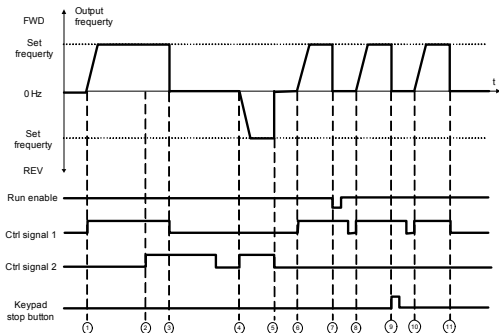 FWD
Output
frequerty
Set
frequerty
0 Hz
t
Set
frequerty
REV
Run enable
Ctrl signal 1
Ctrl signal 2
Keypad
stop button
1 2 3 4 5 6 7 8 9 10 11